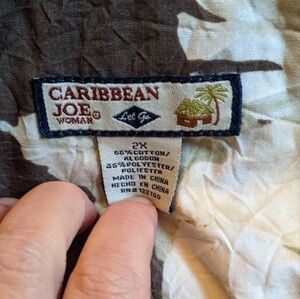 CARIBBEAN
JOE®
WOMAN
Let Go
2X
55% COTTON/
ALGODON
45% POLYESTER/
POLIESTER
MADE IN CHINA
HECHO EN CHINA